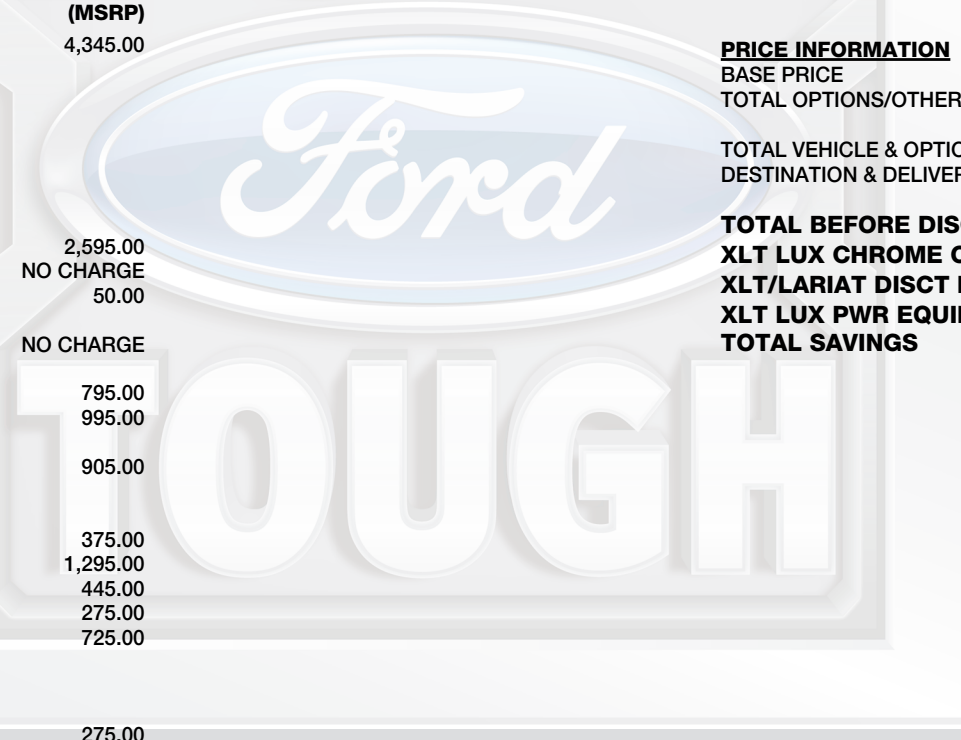 (MSRP)
4,345.00
2,595.00
NO CHARGE
50.00
NO CHARGE
795.00
995.00
905.00
375.00
1,295.00
445.00
275.00
725.00
275.00
PRICE INFORMATION
BASE PRICE
TOTAL OPTIONS/OTHER
TOTAL VEHICLE & OPTIO
DESTINATION & DELIVER
TOTAL BEFORE DIS
XLT LUX CHROME
XLT/LARIAT DISCT
XLT LUX PWR EQUI
TOTAL SAVINGS
Ford
TOUGH